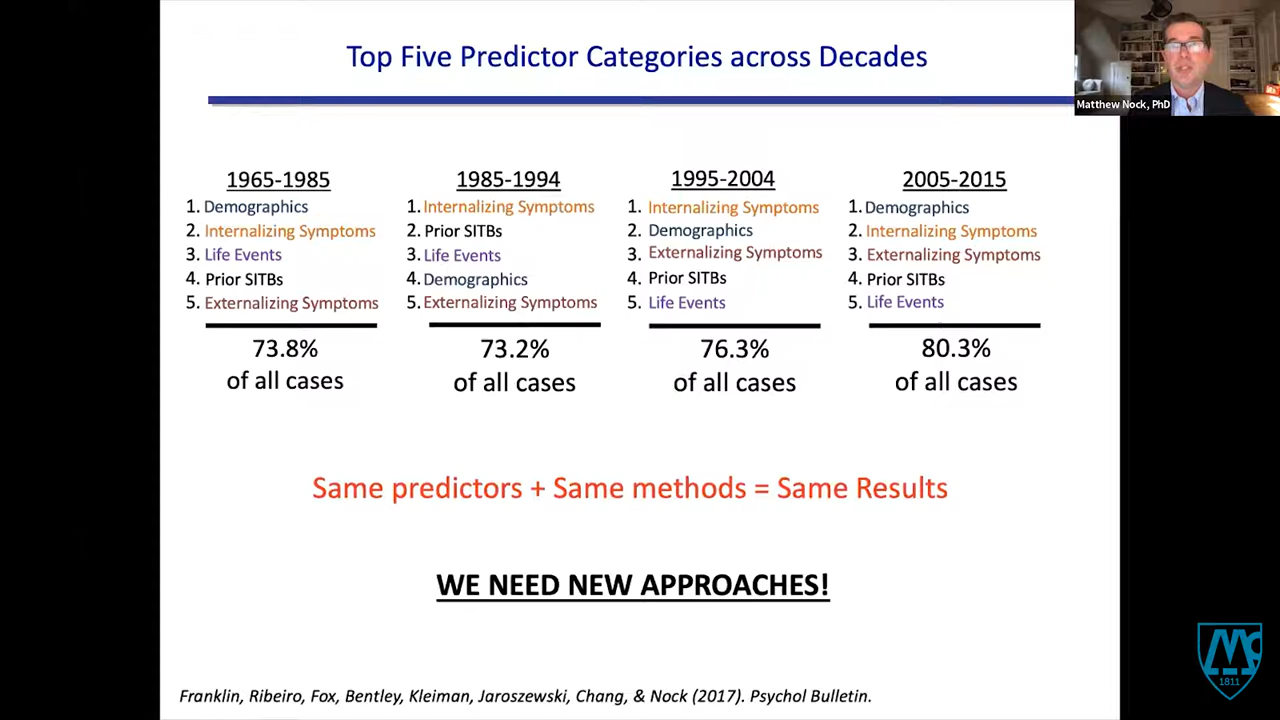 Top Five Predictor Categories across Decades
Matthew Nock, PhD
1965-1985
1. Demographics
2. Internalizing Symptoms
3. Life Events
4. Prior SITBs
5. Externalizing Symptoms
73.8%
of all cases
1985-1994
1. Internalizing Symptoms
2. Prior SITBs
3. Life Events
4. Demographics
5. Externalizing Symptoms
73.2%
of all cases
1995-2004
1. Internalizing Symptoms
2. Demographics
3. Externalizing Symptoms
4. Prior SITBs
5. Life Events
76.3%
of all cases
2005-2015
1. Demographics
2. Internalizing Symptoms
3. Externalizing Symptoms
4. Prior SITBs
5. Life Events
80.3%
of all cases
Same predictors + Same methods = Same Results
WE NEED NEW APPROACHES!
Franklin, Ribeiro, Fox, Bentley, Kleiman, Jaroszewski, Chang, & Nock (2017). Psychol Bulletin.
Mc
1811